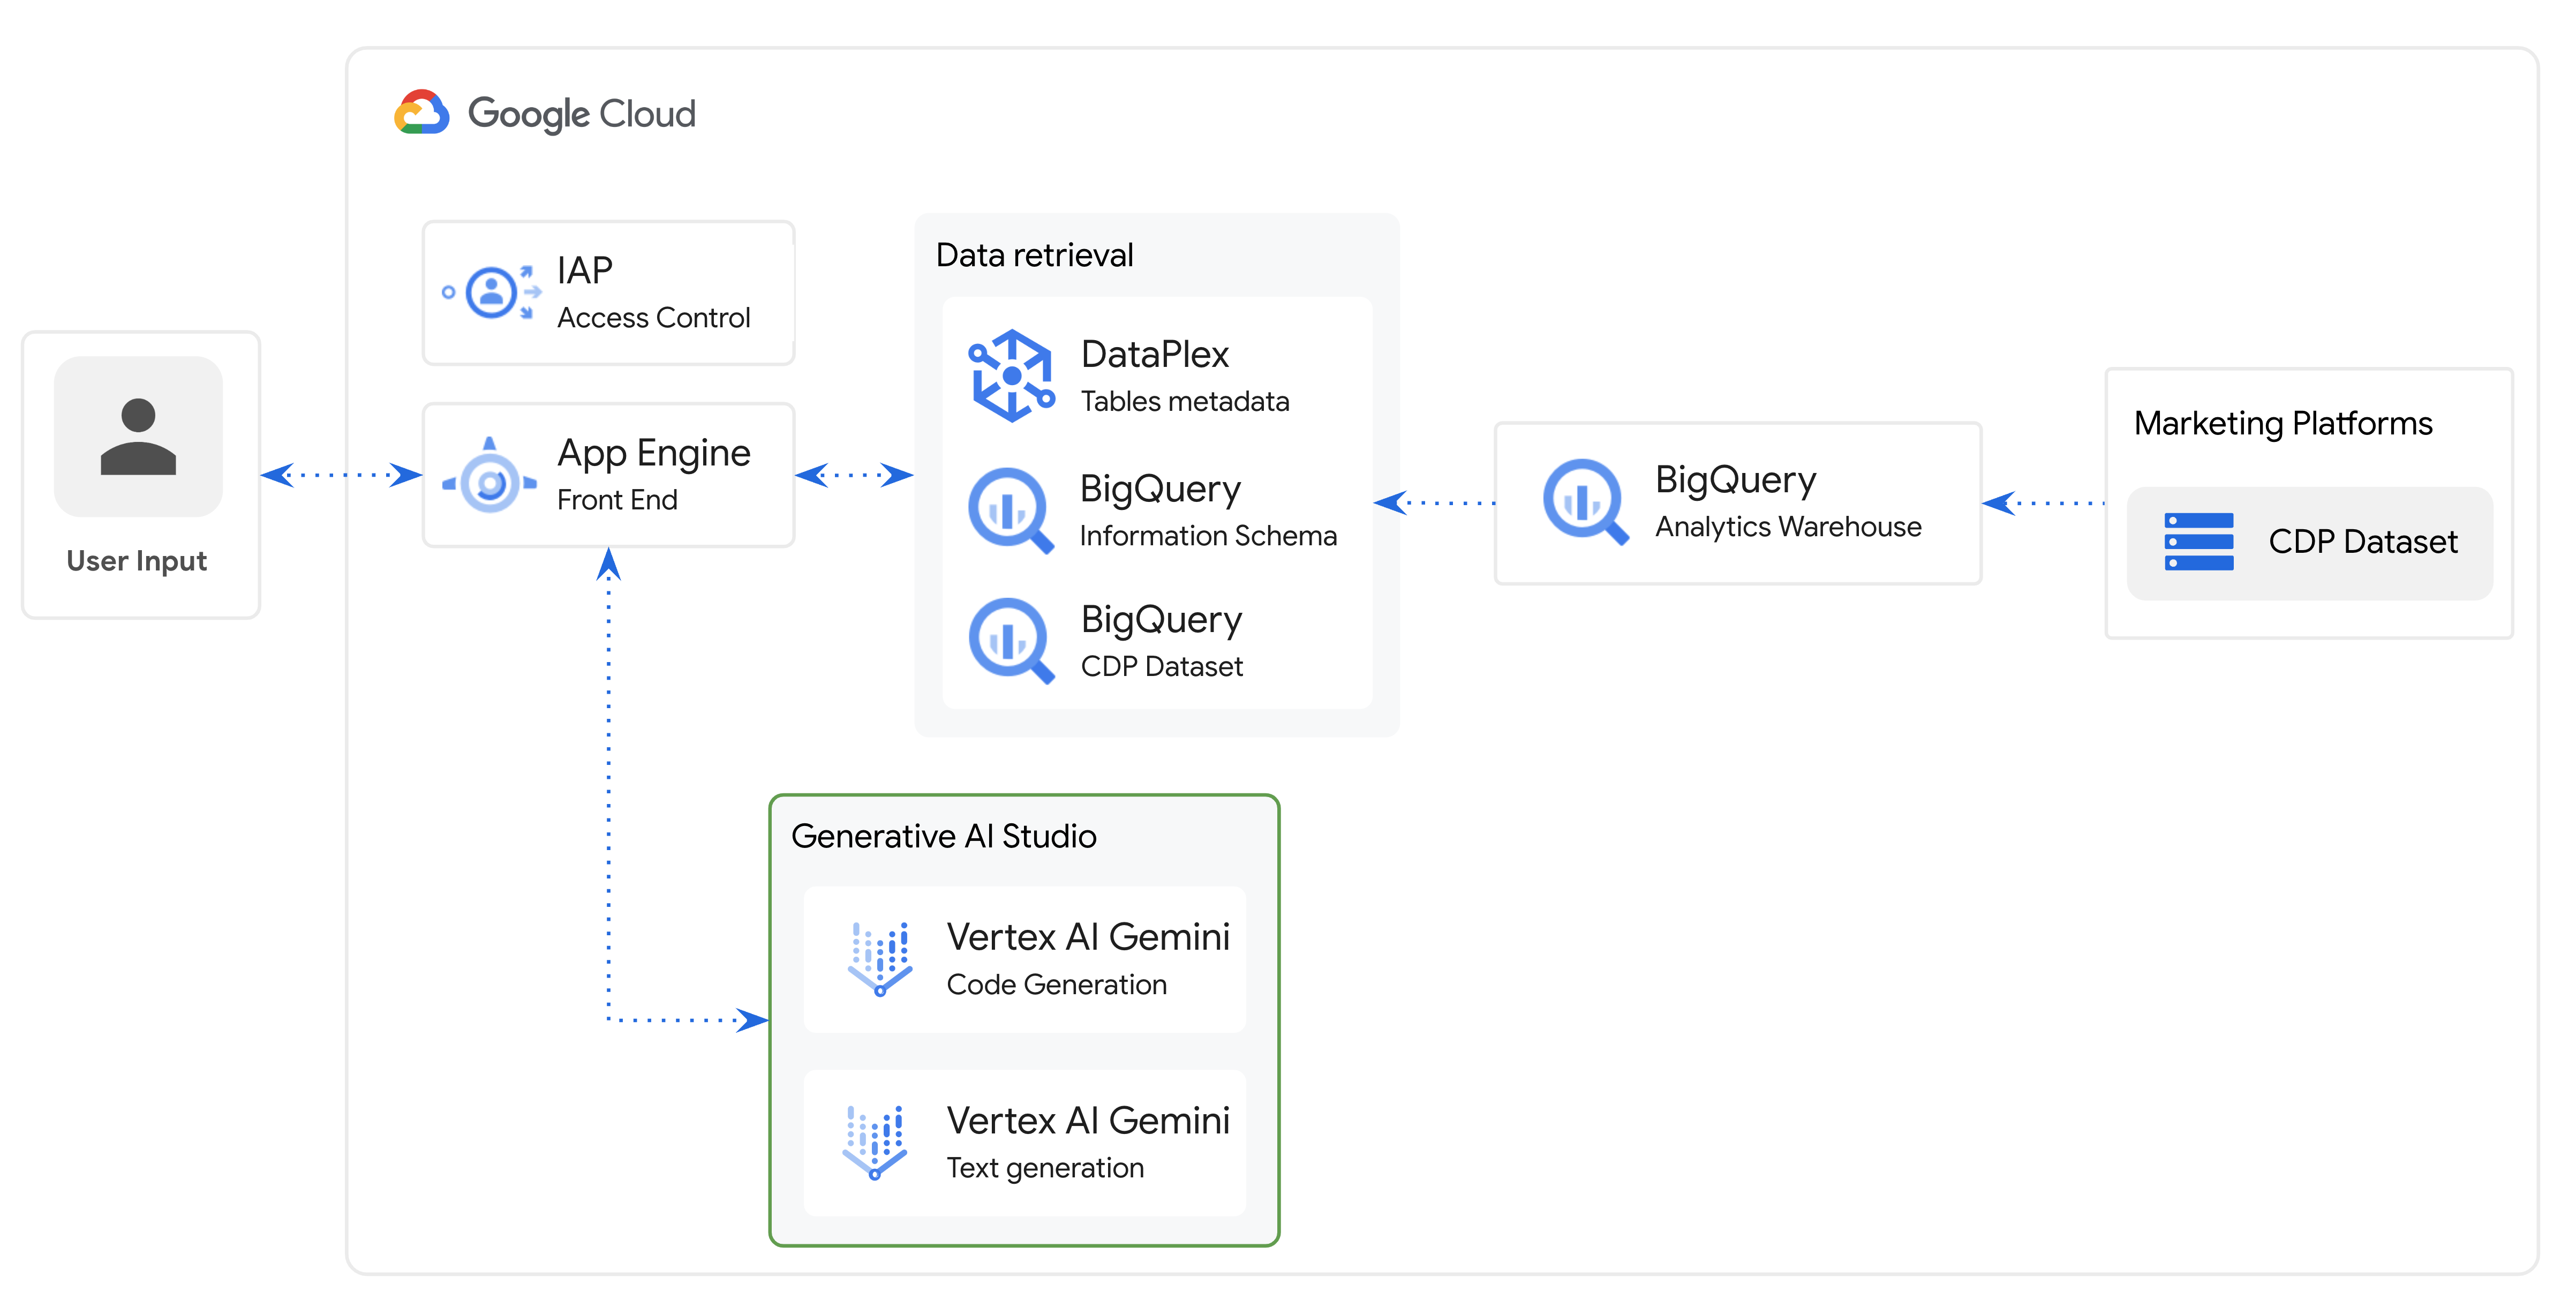 Google Cloud
User Input
IAP
Access Control
App Engine
Front End
Data retrieval
DataPlex
Tables metadata
BigQuery
Information Schema
BigQuery
CDP Dataset
BigQuery
Analytics Warehouse
Marketing Platforms
CDP Dataset
Generative AI Studio
Vertex AI Gemini
Code Generation
Vertex AI Gemini
Text generation